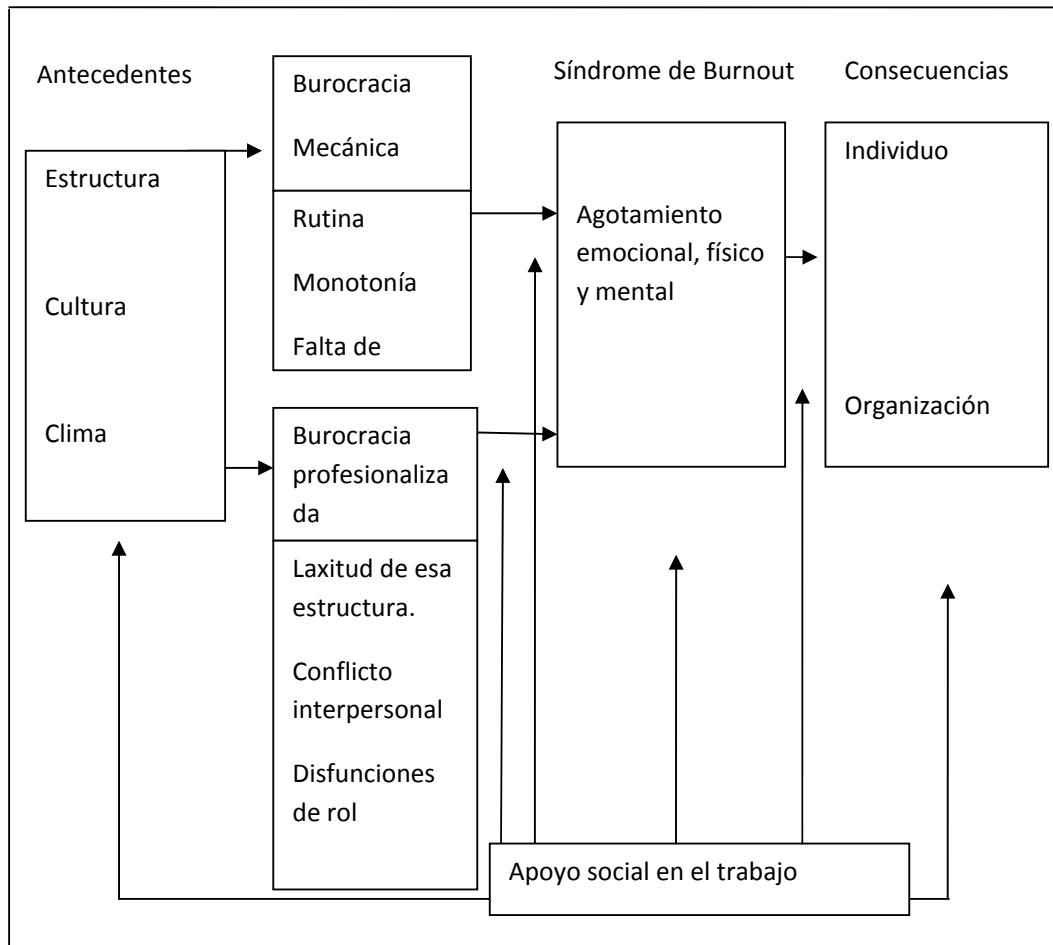 Antecedentes
Estructura
Cultura
Clima
Burocracia
Mecánica
Rutina
Monotonía
Falta de
Burocracia
profesionaliza
da
Laxitud de esa
estructura.
Conflicto
interpersonal
Disfunciones
de rol
Síndrome de Burnout
Agotamiento
emocional, físico
y mental
Consecuencias
Individuo
Organización
Apoyo social en el trabajo